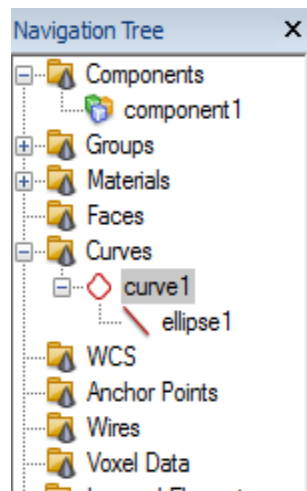 Navigation Tree
Components
component1
Groups
Materials
Faces
Curves
curve1
ellipse1
WCS
Anchor Points
Wires
Voxel Data